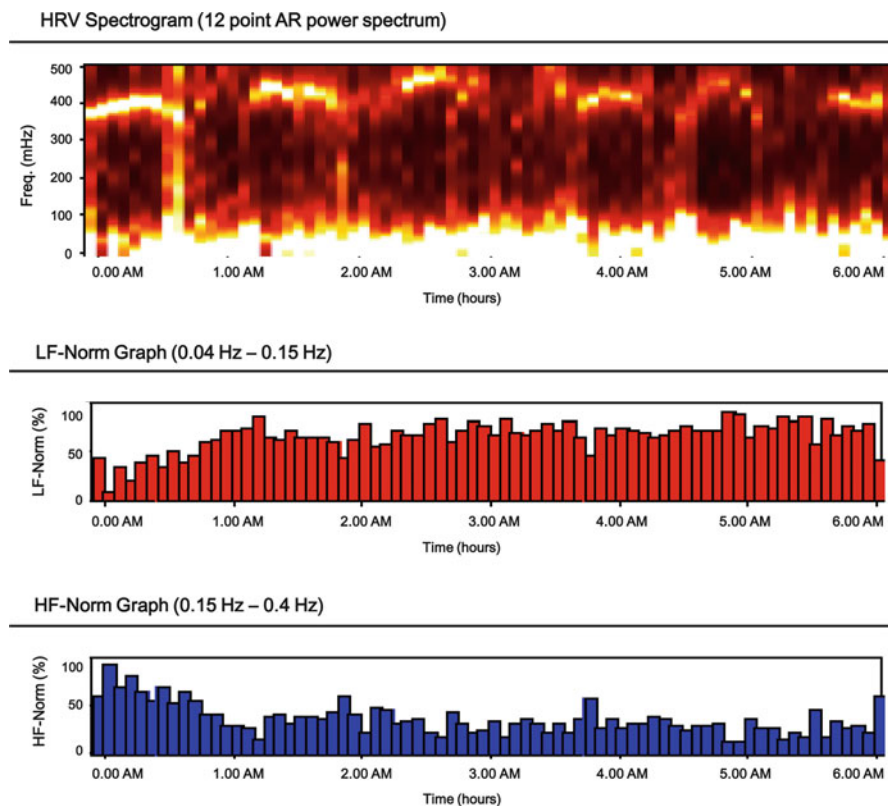 HRV Spectrogram (12 point AR power spectrum)
Freq. (mHz)
500
400
300
200
100
0
0.00 AM 1.00 AM 2.00 AM 3.00 AM 4.00 AM 5.00 AM 6.00 AM
Time (hours)
LF-Norm Graph (0.04 Hz – 0.15 Hz)
LF-Norm (%)
100
50
0
0.00 AM 1.00 AM 2.00 AM 3.00 AM 4.00 AM 5.00 AM 6.00 AM
Time (hours)
HF-Norm Graph (0.15 Hz – 0.4 Hz)
HF-Norm (%)
100
50
0
0.00 AM 1.00 AM 2.00 AM 3.00 AM 4.00 AM 5.00 AM 6.00 AM
Time (hours)